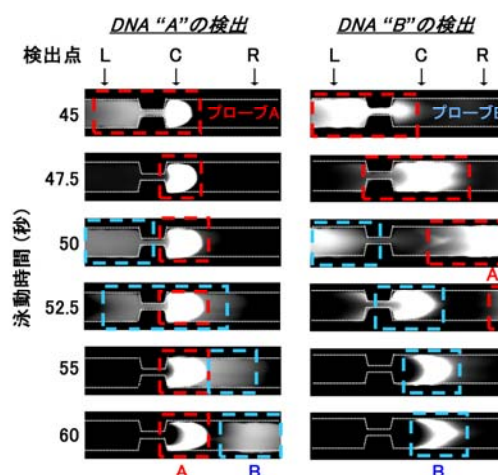 DNA “A”の検出
DNA “B”の検出
検出点
L
C
R
L
C
R
泳動時間(秒)
45
プローブA
プローブB
47.5
50
A
52.5
55
60
A
B
B